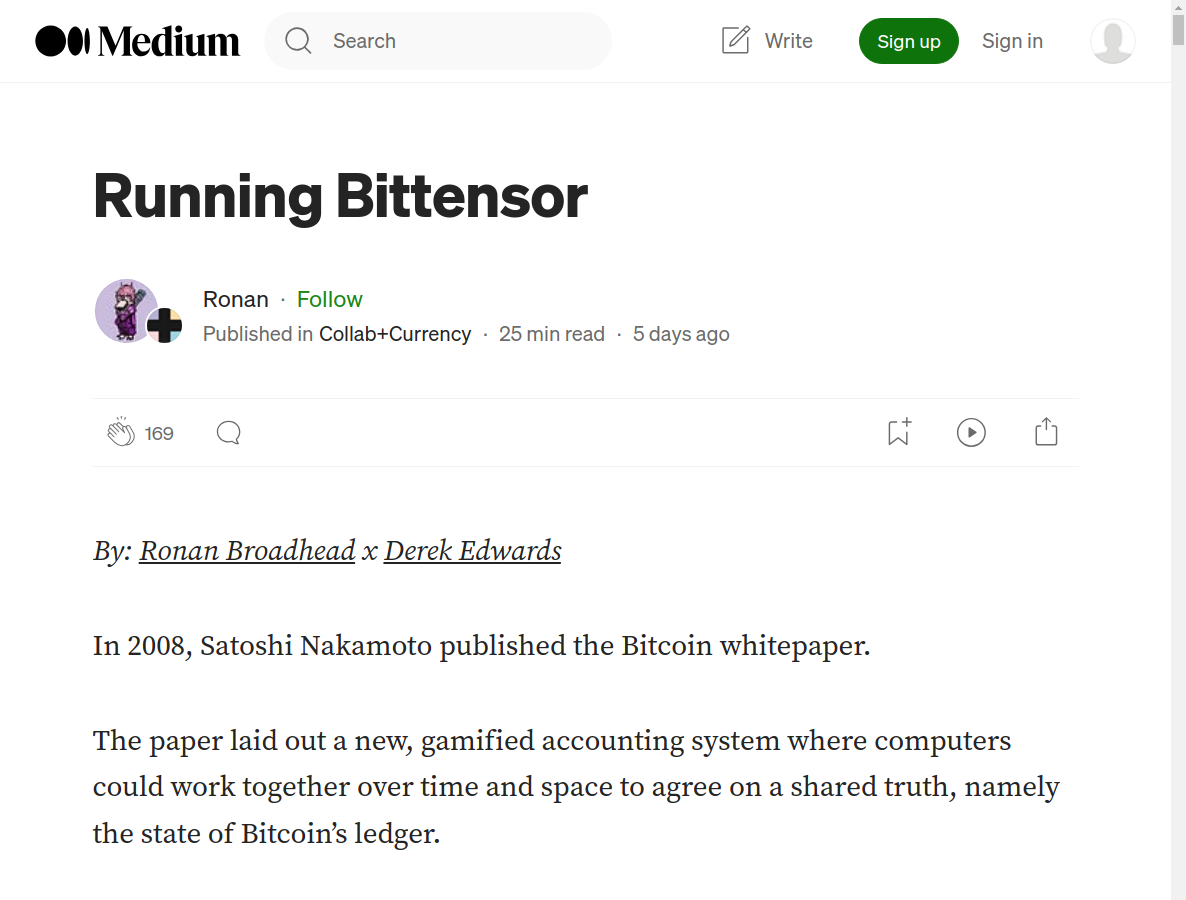 Medium
Search
Write
Sign up
Sign in
Running Bittensor
Ronan · Follow
Published in Collab+Currency · 25 min read · 5 days ago
169
By: Ronan Broadhead x Derek Edwards
In 2008, Satoshi Nakamoto published the Bitcoin whitepaper.
The paper laid out a new, gamified accounting system where computers
could work together over time and space to agree on a shared truth, namely
the state of Bitcoin’s ledger.